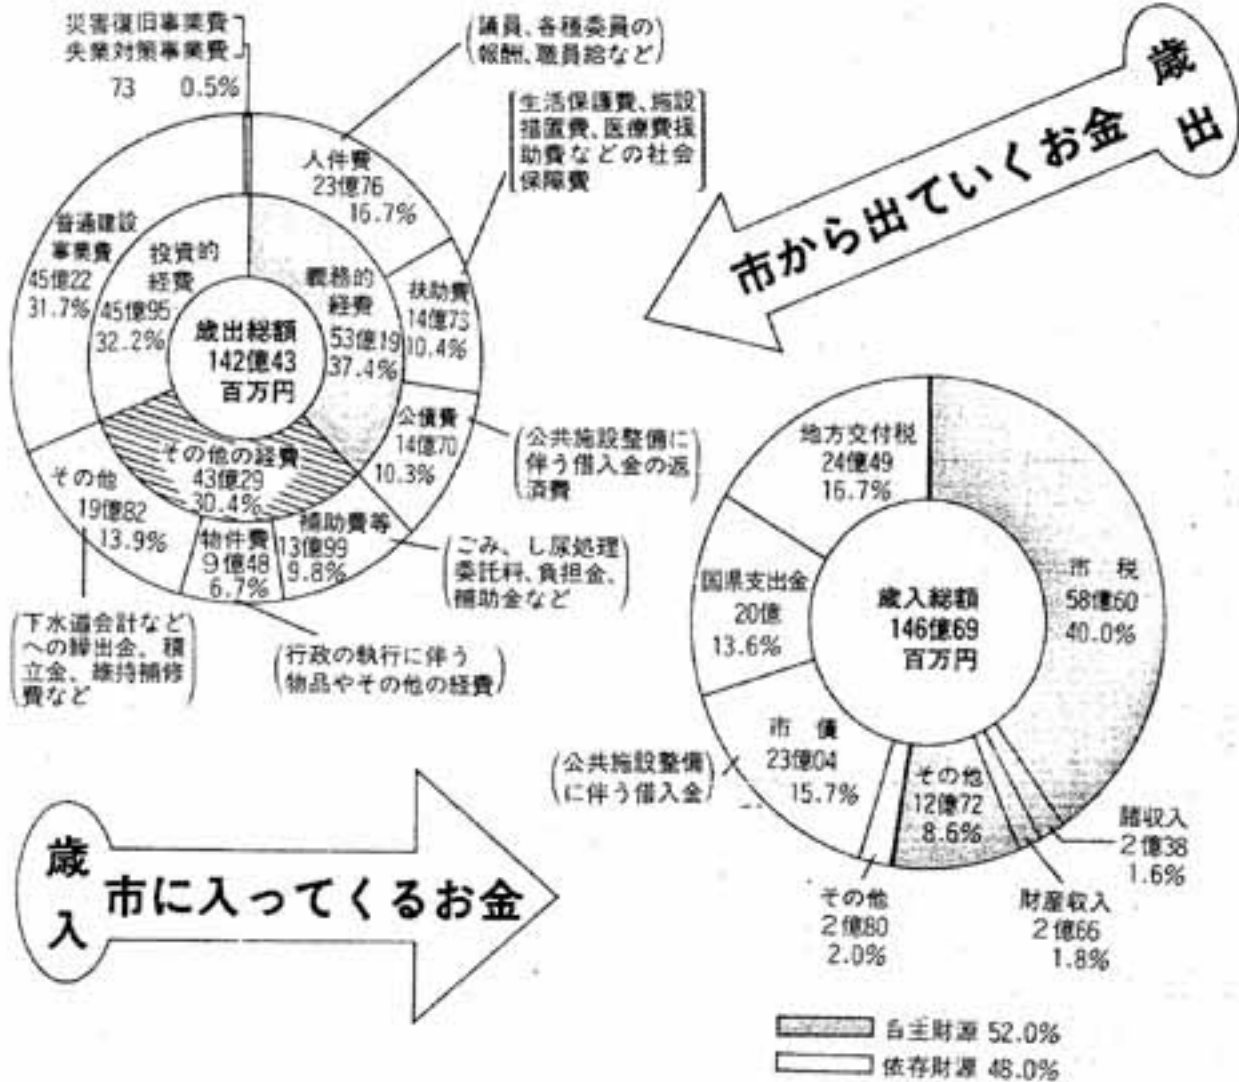 災害復旧事業費
失業対策事業費
73 0.5%
議員、各種委員の
報酬、職員給など
生活保護費、施設
措置費、医療費援
助費などの社会
保障費
歳出
市から出ていくお金
人件費
23億76
16.7%
普通建設
事業費
45億22
31.7%
投資的
経費
45億95
32.2%
義務的
経費
53億19
37.4%
扶助費
14億73
10.4%
歳出総額
142億43
百万円
公債費
14億70
10.3%
公共施設整備に
伴う借入金の返
済費
その他の経費
43億29
30.4%
その他
19億82
13.9%
物件費
9億48
6.7%
補助費等
13億99
9.8%
ごみ、し尿処理
委託料、負担金、
補助金など
下水道会計など
への繰出金、積
立金、維持補修
費など
行政の執行に伴う
物品やその他の経費
地方交付税
24億49
16.7%
国県支出金
20億
13.6%
歳入総額
146億69
百万円
市税
58億60
40.0%
市債
23億04
15.7%
公共施設整備
に伴う借入金
その他
12億72
8.6%
諸収入
2億38
1.6%
その他
2億80
2.0%
財産収入
2億66
1.8%
歳入
市に入ってくるお金
自主財源 52.0%
依存財源 48.0%